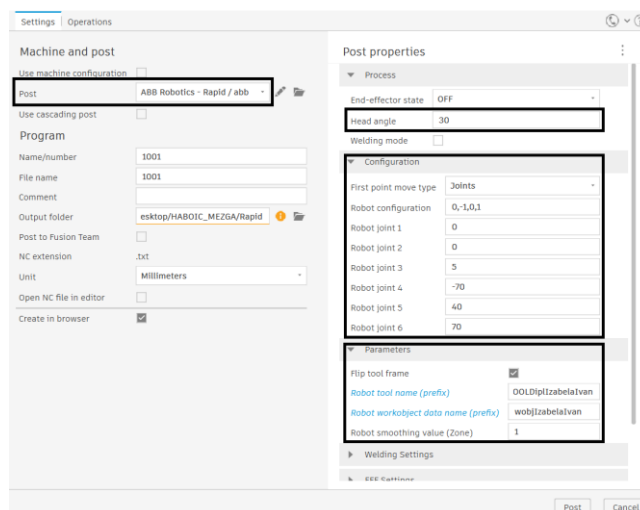 Settings Operations
Machine and post
Use machine configuration
Post ABB Robotics - Rapid / abb
Use cascading post
Program
Name/number 1001
File name 1001
Comment
Output folder esktop/HABOIC_MEZGA/Rapid
Post to Fusion Team
NC extension .txt
Unit Millimeters
Open NC file in editor
Create in browser
Post properties
Process
End-effector state OFF
Head angle 30
Welding mode
Configuration
First point move type Joints
Robot configuration 0,-1,0,1
Robot joint 1 0
Robot joint 2 0
Robot joint 3 5
Robot joint 4 -70
Robot joint 5 40
Robot joint 6 70
Parameters
Flip tool frame
Robot tool name (prefix) OOLDiplIzabelaIvan
Robot workobject data name (prefix) wobjIzabelaIvan
Robot smoothing value (Zone) 1
Welding Settings
Settings
Post Cancel